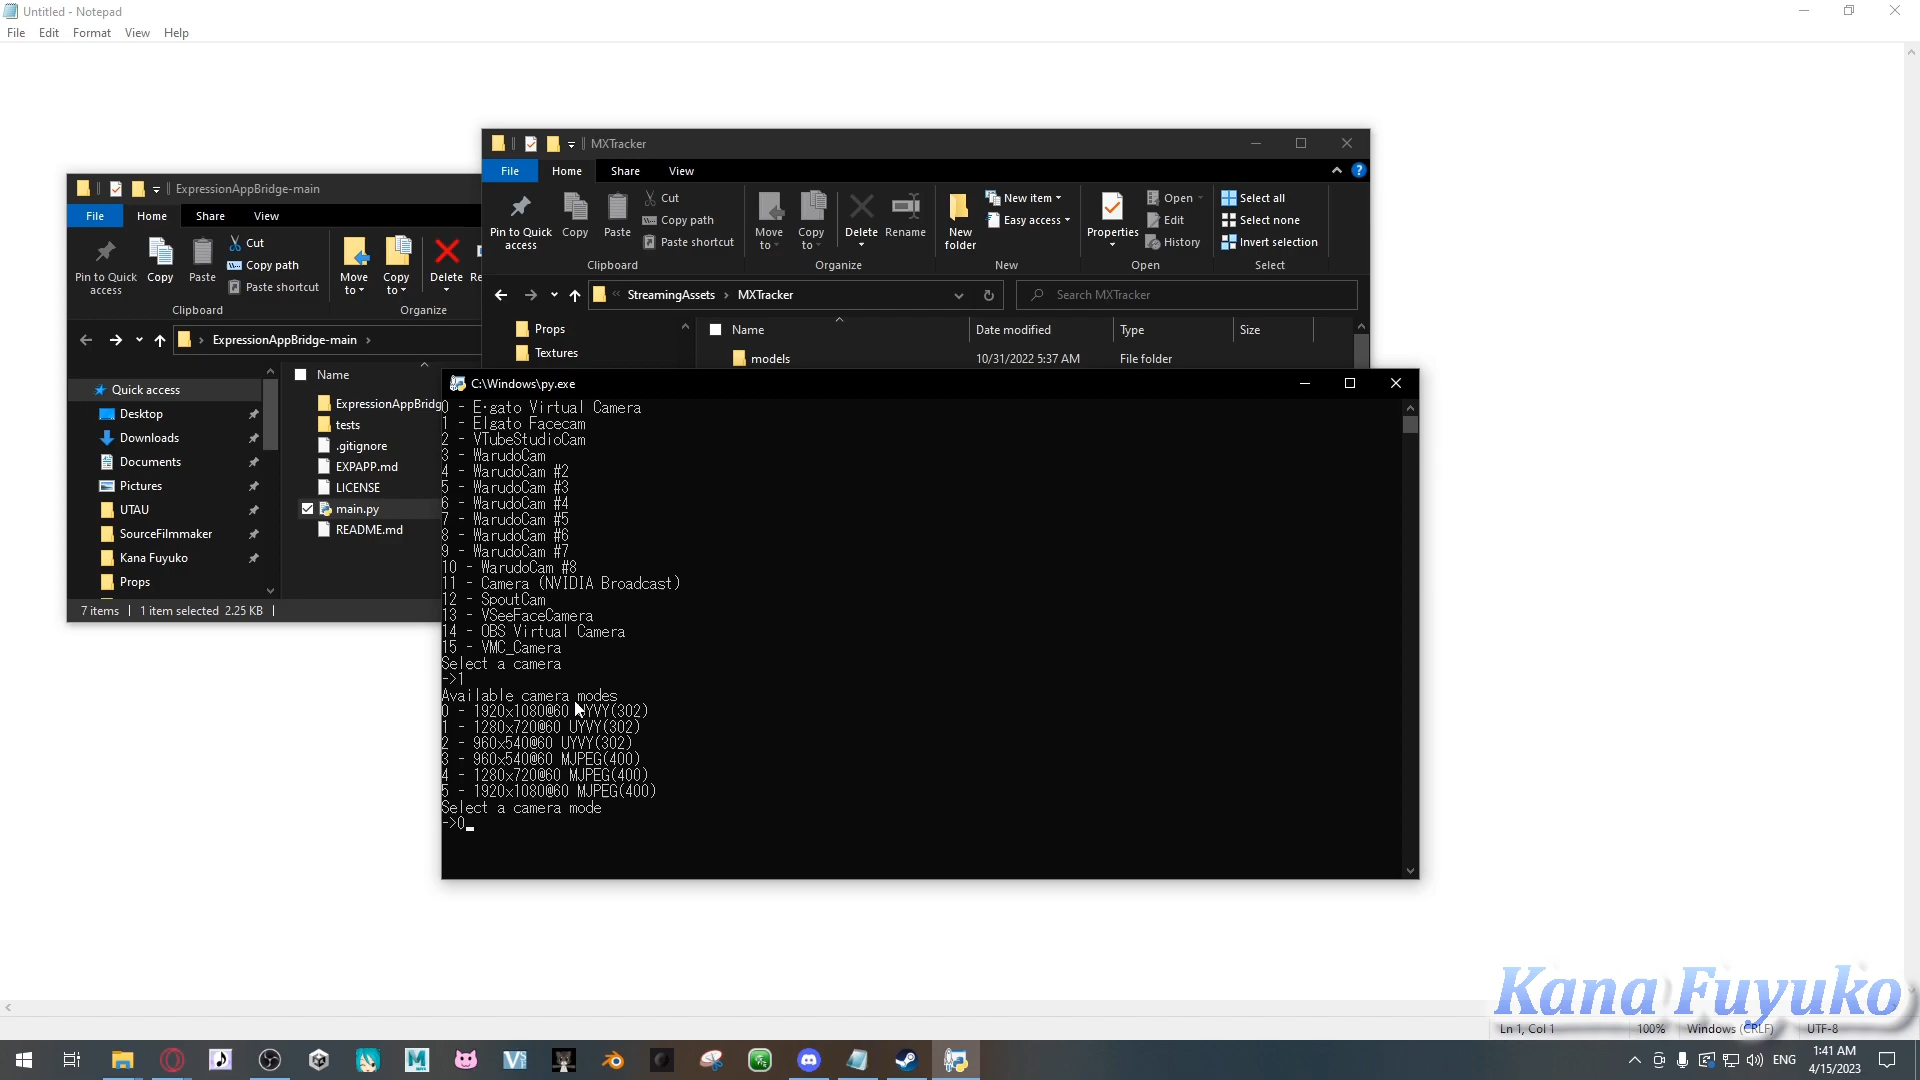 Untitled - Notepad
File Edit Format View Help
MXTracker
File Home Share View
Pin to Quick access
Copy
Paste
Cut
Copy path
Paste shortcut
Clipboard
Move to
Copy to
Delete
Rename
Organize
New folder
New item
Easy access
New
Properties
Open
Edit
History
Open
Select all
Select none
Invert selection
Select
StreamingAssets › MXTracker
Search MXTracker
Props
Textures
Name Date modified Type Size
models 10/31/2022 5:37 AM File folder
ExpressionAppBridge-main
File Home Share View
Pin to Quick access
Copy
Paste
Cut
Copy path
Paste shortcut
Clipboard
Move to
Copy to
Delete
Re
Organize
› ExpressionAppBridge-main ›
Quick access
Desktop
Downloads
Documents
Pictures
UTAU
SourceFilmmaker
Kana Fuyuko
Props
Name
ExpressionAppBridg
tests
.gitignore
EXPAPP.md
LICENSE
main.py
README.md
7 items
1 item selected 2.25 KB
C:\Windows\py.exe
0 - E·gato Virtual Camera
1 - Elgato Facecam
2 - VTubeStudioCam
3 - WarudoCam
4 - WarudoCam #2
5 - WarudoCam #3
6 - WarudoCam #4
7 - WarudoCam #5
8 - WarudoCam #6
9 - WarudoCam #7
10 - WarudoCam #8
11 - Camera (NVIDIA Broadcast)
12 - SpoutCam
13 - VSeeFaceCamera
14 - OBS Virtual Camera
15 - VMC_Camera
Select a camera
->1
Available camera modes
0 - 1920x1080@60 UYVY(302)
1 - 1280x720@60 UYVY(302)
2 - 960x540@60 UYVY(302)
3 - 960x540@60 MJPEG(400)
4 - 1280x720@60 MJPEG(400)
5 - 1920x1080@60 MJPEG(400)
Select a camera mode
->0_
Kana Fuyuko
Ln 1, Col 1 100% Windows (CRLF) UTF-8
ENG
1:41 AM
4/15/2023